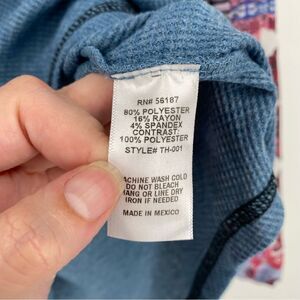 RN# 56187
80% POLYESTER
16% RAYON
4% SPANDEX
CONTRAST:
100% POLYESTER
STYLE# TH-001
ACHINE WASH COLD
DO NOT BLEACH
HANG OR LINE DRY
IRON IF NEEDED
MADE IN MEXICO